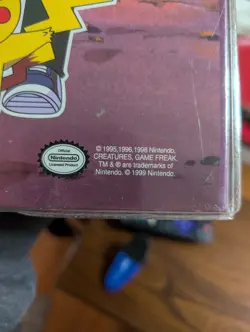 Official
Nintendo
Licensed Product
© 1995,1996,1998 Nintendo,
CREATURES, GAME FREAK.
TM & ® are trademarks of
Nintendo. © 1999 Nintendo.